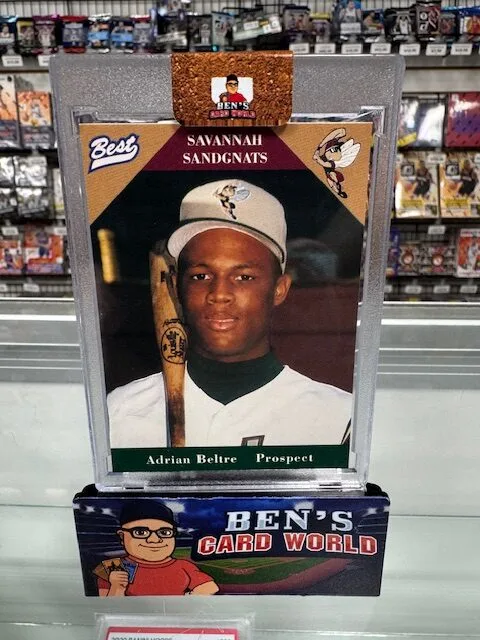 BEN'S
CARD WORLD
Best
SAVANNAH
SANDGNATS
Adrian Beltre Prospect
BEN'S
CARD WORLD